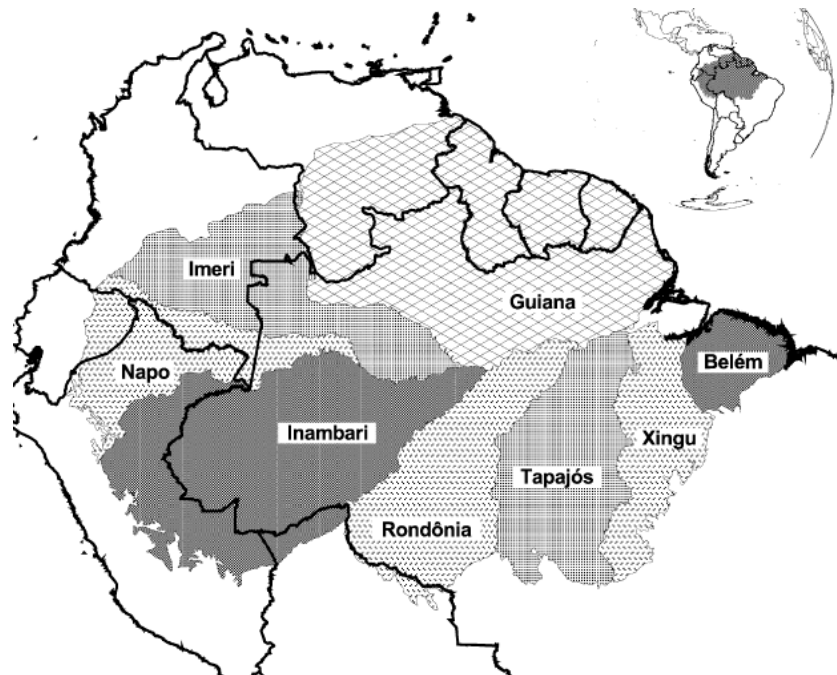 Imeri
Guiana
Napo
Belém
Inambari
Xingu
Tapajós
Rondônia